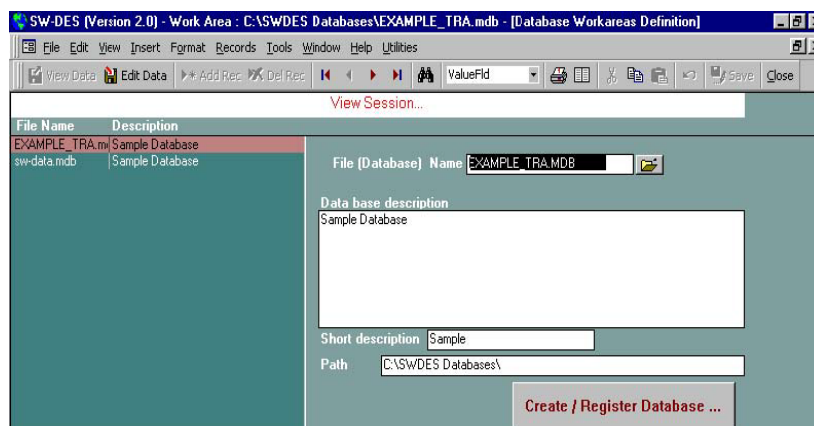 SW-DES (Version 2.0) - Work Area : C:\SWDES Databases\EXAMPLE_TRA.mdb - [Database Workareas Definition]
File Edit View Insert Format Records Tools Window Help Utilities
View Data Edit Data Add Rec Del Rec ValueFld Save Close
View Session...
File Name Description
EXAMPLE_TRA.m Sample Database
sw-data.mdb Sample Database
File (Database) Name EXAMPLE_TRA.MDB
Data base description
Sample Database
Short description Sample
Path C:\SWDES Databases\
Create / Register Database ...